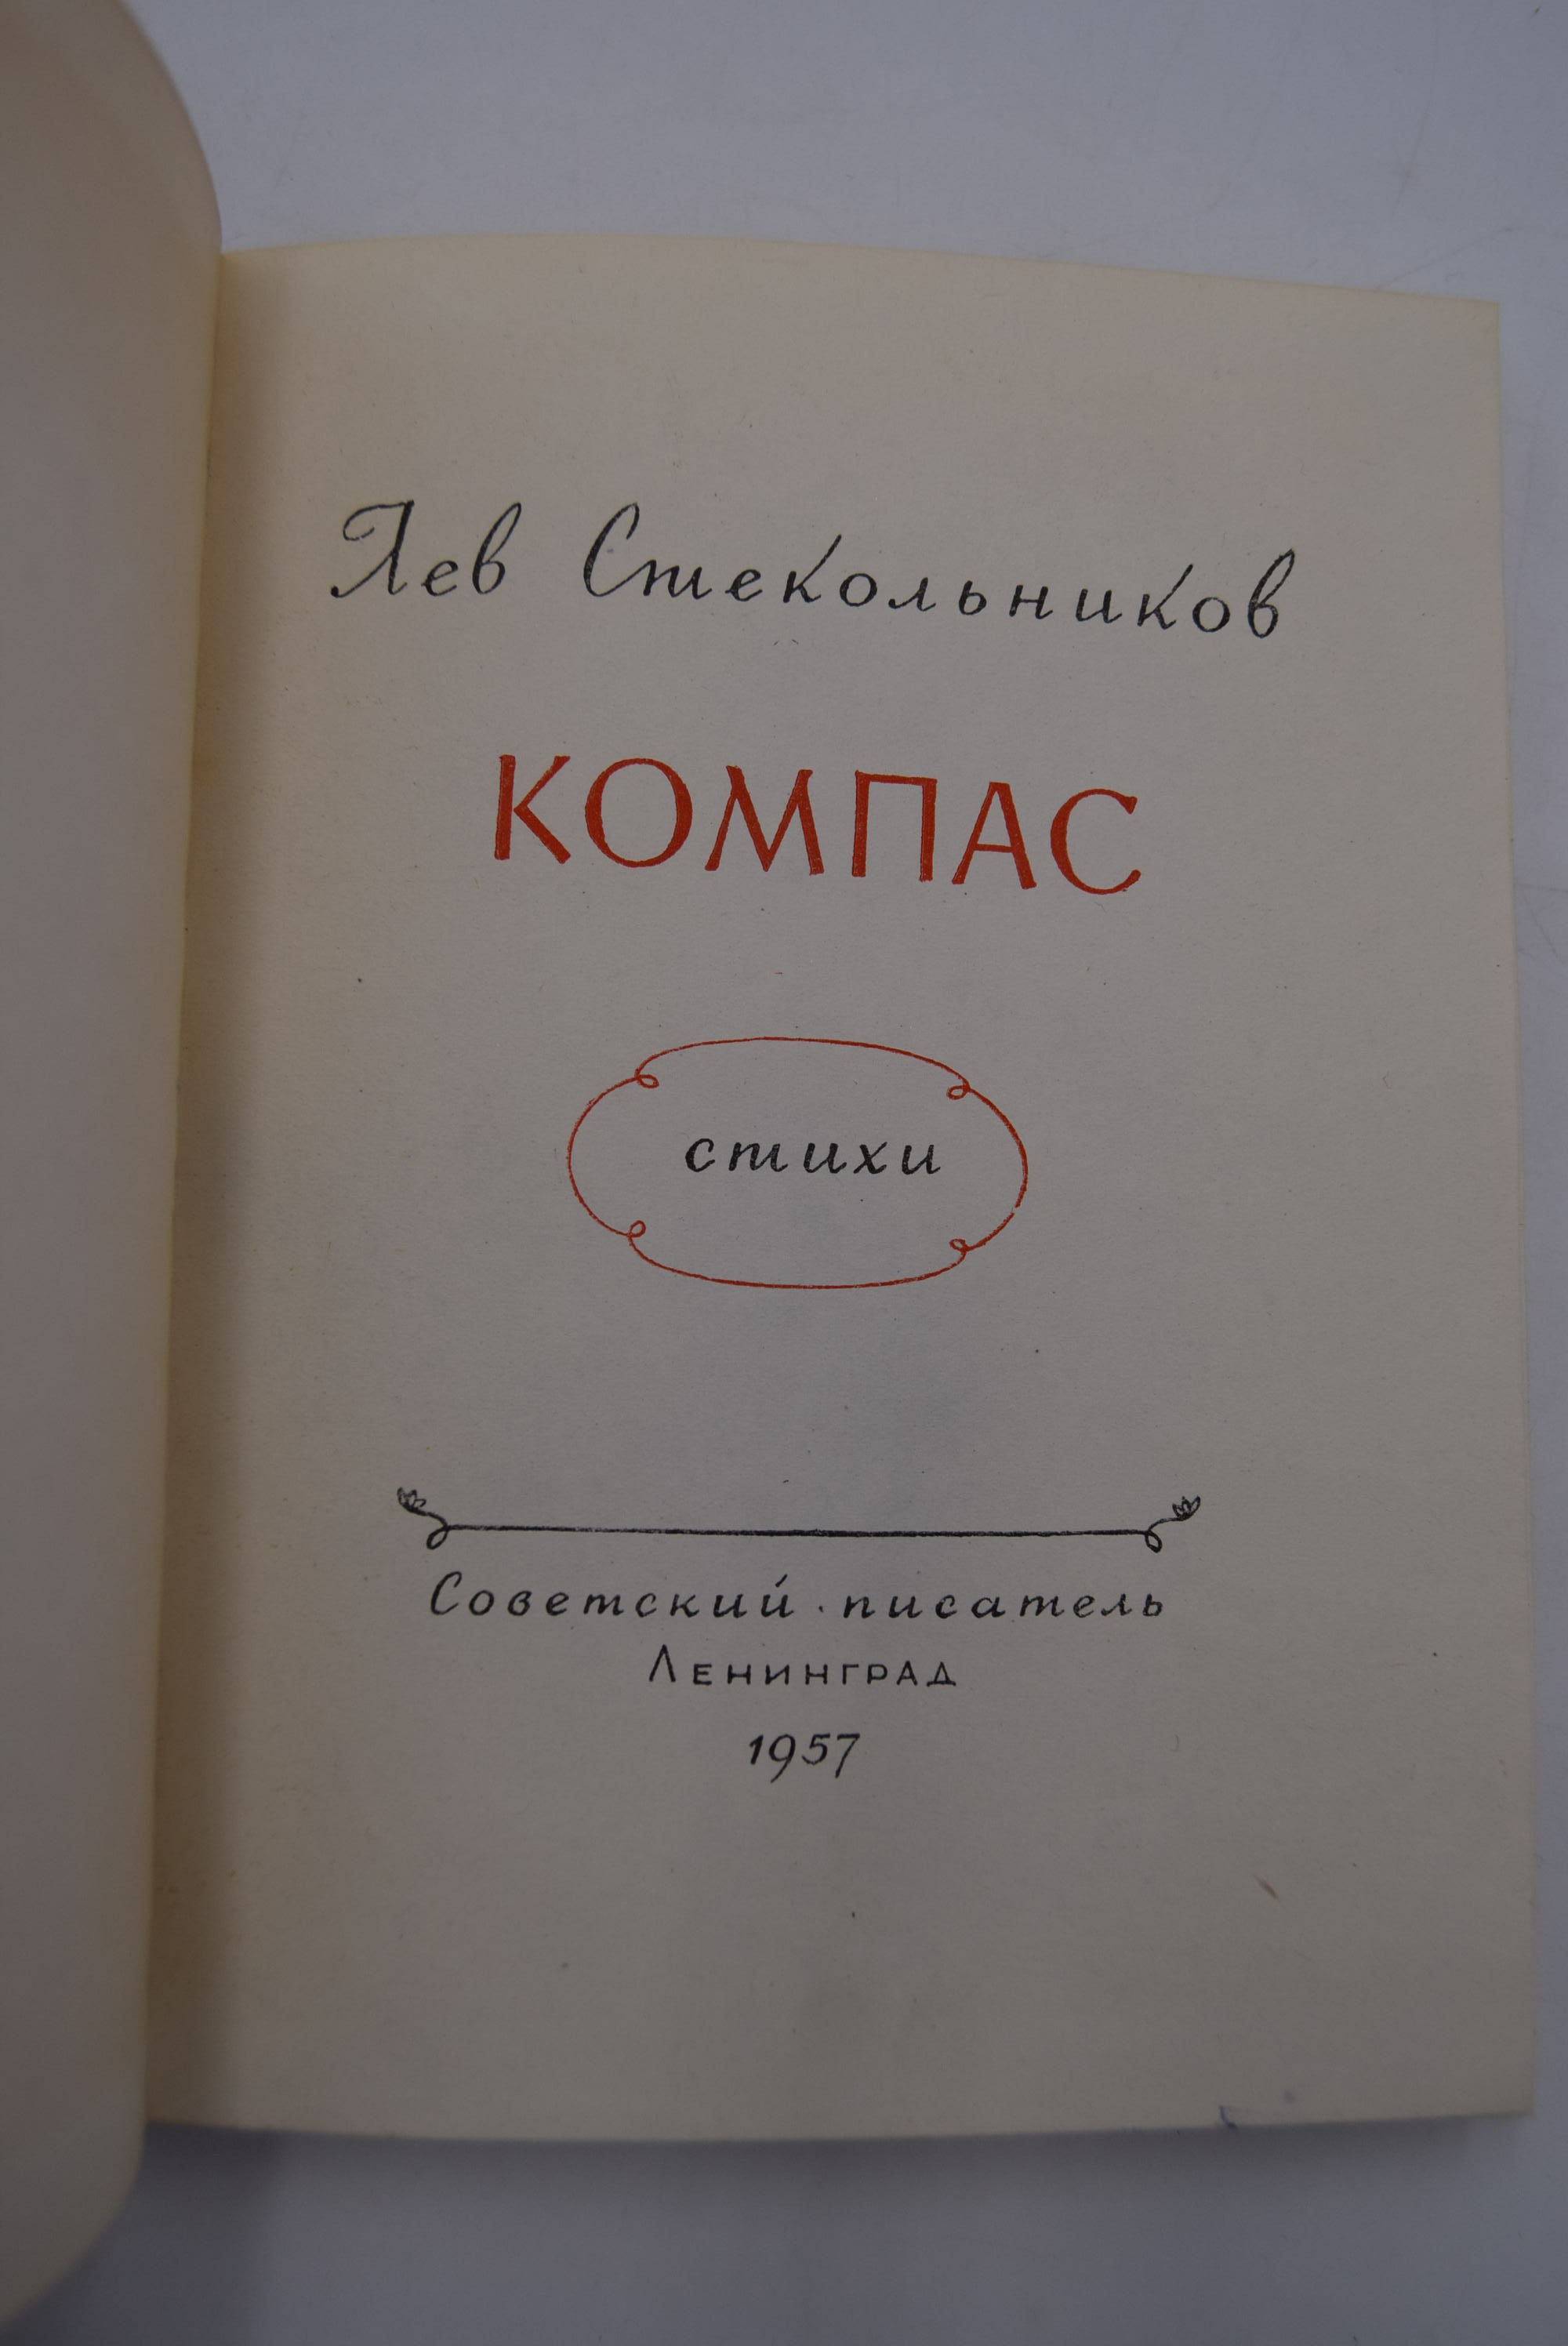 Лев Стекольников
КОМПАС
стихи
Советский · писатель
Ленинград
1957